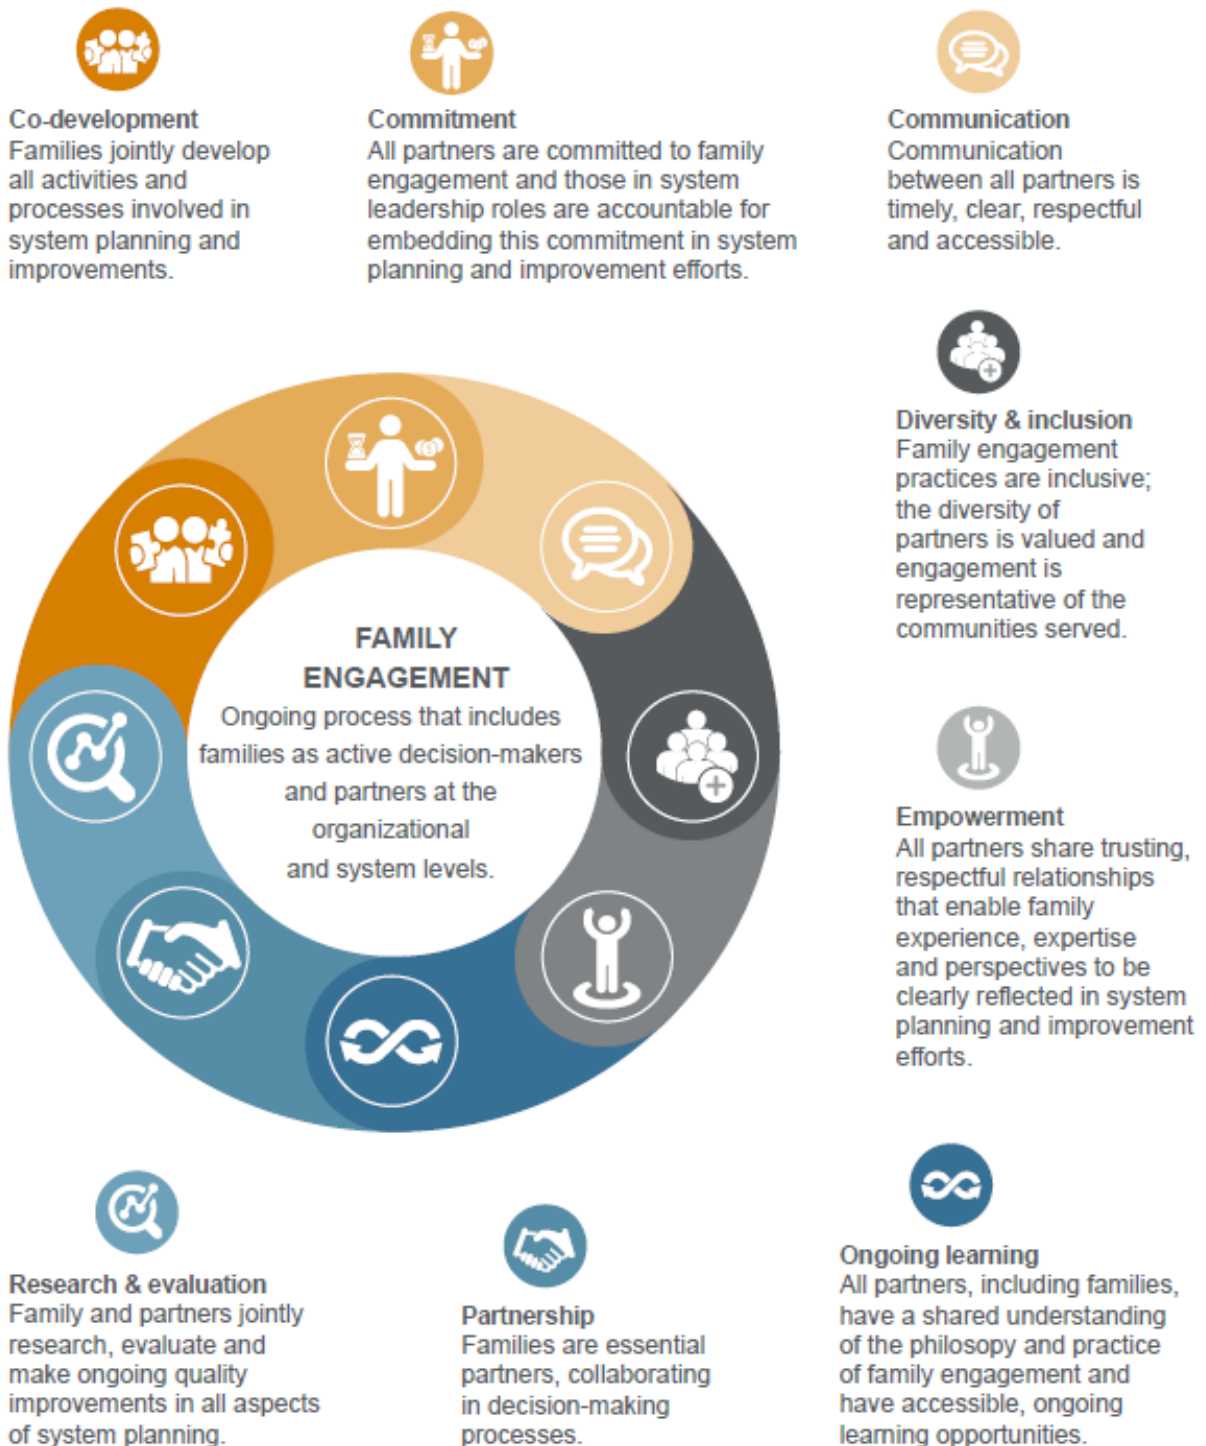 Co-development
Families jointly develop
all activities and
processes involved in
system planning and
improvements.
Commitment
All partners are committed to family
engagement and those in system
leadership roles are accountable for
embedding this commitment in system
planning and improvement efforts.
Communication
Communication
between all partners is
timely, clear, respectful
and accessible.
Diversity & inclusion
Family engagement
practices are inclusive;
the diversity of
partners is valued and
engagement is
representative of the
communities served.
FAMILY
ENGAGEMENT
Ongoing process that includes
families as active decision-makers
and partners at the
organizational
and system levels.
Empowerment
All partners share trusting,
respectful relationships
that enable family
experience, expertise
and perspectives to be
clearly reflected in system
planning and improvement
efforts.
Research & evaluation
Family and partners jointly
research, evaluate and
make ongoing quality
improvements in all aspects
of system planning.
Partnership
Families are essential
partners, collaborating
in decision-making
processes.
Ongoing learning
All partners, including families,
have a shared understanding
of the philosopy and practice
of family engagement and
have accessible, ongoing
learning opportunities.